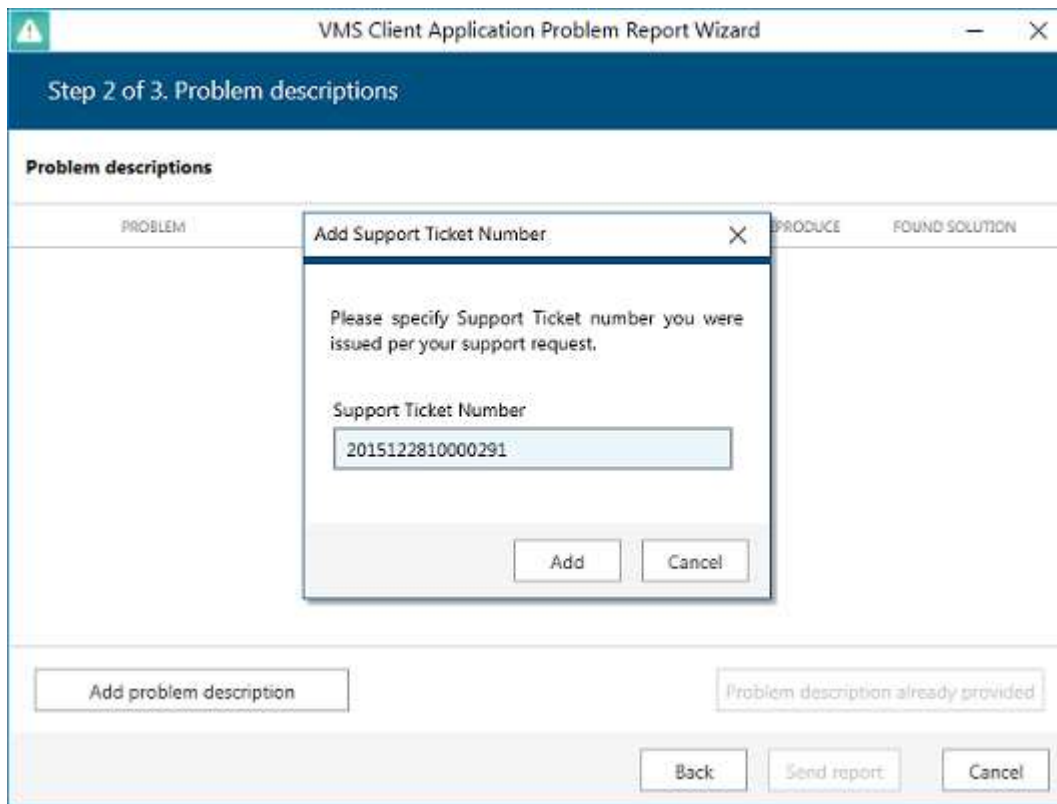 VMS Client Application Problem Report Wizard
Step 2 of 3. Problem descriptions
Problem descriptions
PROBLEM
PRODUCE
FOUND SOLUTION
Add Support Ticket Number
Please specify Support Ticket number you were
issued per your support request.
Support Ticket Number
2015122810000291
Add
Cancel
Add problem description
Problem description already provided
Back
Send report
Cancel